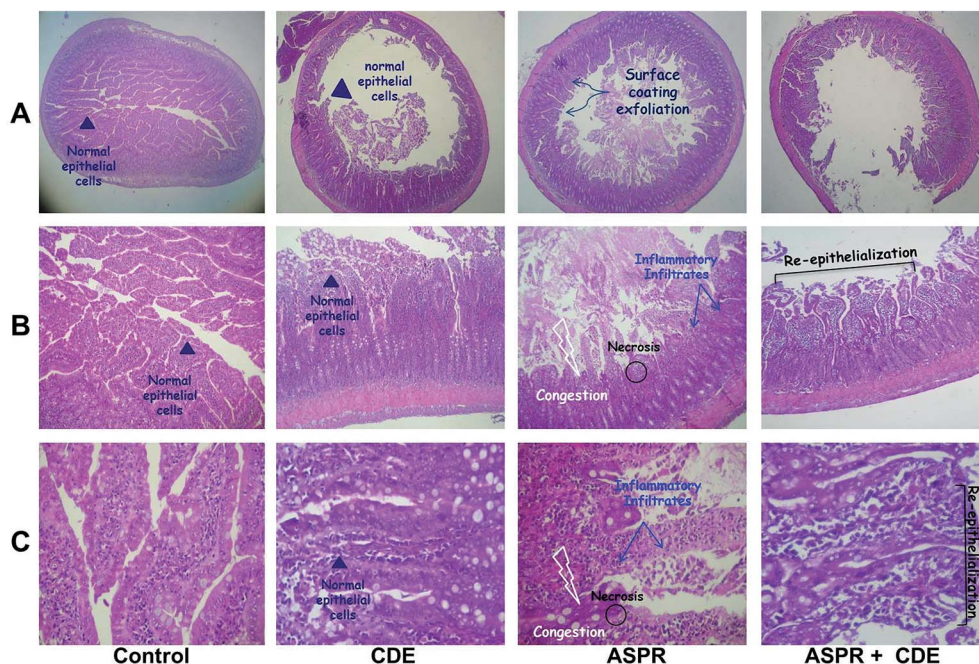 A
Normal
epithelial
cells
normal
epithelial
cells
Surface
coating
exfoliation
B
Normal
epithelial
cells
Normal
epithelial
cells
Inflammatory
Infiltrates
Necrosis
Congestion
Re-epithelialization
C
Normal
epithelial
cells
Inflammatory
Infiltrates
Necrosis
Congestion
Re-epithelialization
Control
CDE
ASPR
ASPR + CDE